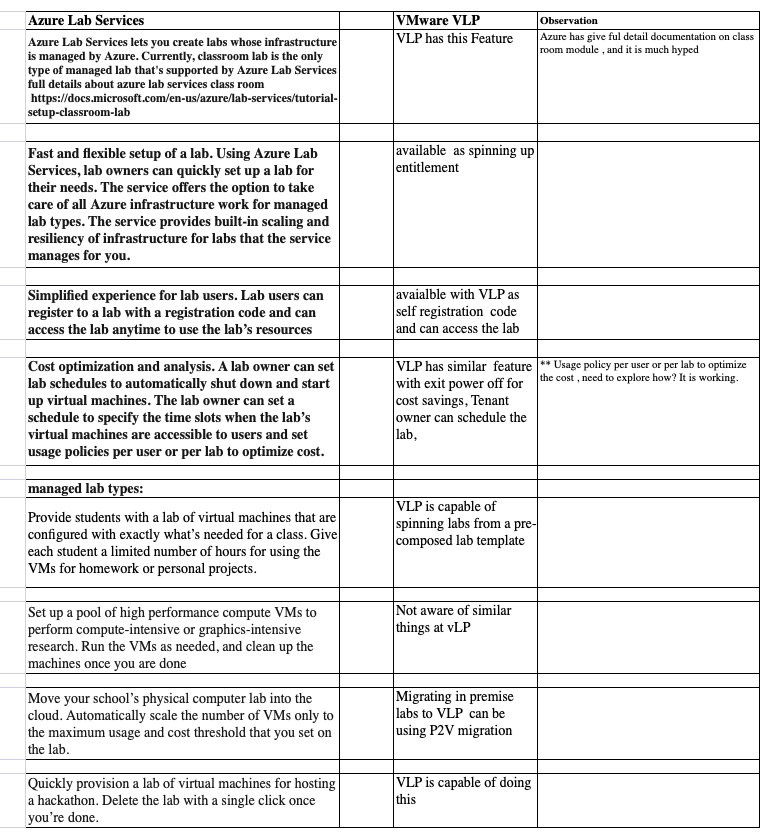 Azure Lab Services
VMware VLP
Observation
Azure Lab Services lets you create labs whose infrastructure
is managed by Azure. Currently, classroom lab is the only
type of managed lab that's supported by Azure Lab Services
full details about azure lab services class room
https://docs.microsoft.com/en-us/azure/lab-services/tutorial-
setup-classroom-lab
VLP has this Feature
Azure has give ful detail documentation on class
room module , and it is much hyped
Fast and flexible setup of a lab. Using Azure Lab
Services, lab owners can quickly set up a lab for
their needs. The service offers the option to take
care of all Azure infrastructure work for managed
lab types. The service provides built-in scaling and
resiliency of infrastructure for labs that the service
manages for you.
available as spinning up
entitlement
Simplified experience for lab users. Lab users can
register to a lab with a registration code and can
access the lab anytime to use the lab’s resources
avaialble with VLP as
self registration code
and can access the lab
Cost optimization and analysis. A lab owner can set
lab schedules to automatically shut down and start
up virtual machines. The lab owner can set a
schedule to specify the time slots when the lab’s
virtual machines are accessible to users and set
usage policies per user or per lab to optimize cost.
VLP has similar feature
with exit power off for
cost savings, Tenant
owner can schedule the
lab,
** Usage policy per user or per lab to optimize
the cost , need to explore how? It is working.
managed lab types:
Provide students with a lab of virtual machines that are
configured with exactly what’s needed for a class. Give
each student a limited number of hours for using the
VMs for homework or personal projects.
VLP is capable of
spinning labs from a pre-
composed lab template
Set up a pool of high performance compute VMs to
perform compute-intensive or graphics-intensive
research. Run the VMs as needed, and clean up the
machines once you are done
Not aware of similar
things at vLP
Move your school’s physical computer lab into the
cloud. Automatically scale the number of VMs only to
the maximum usage and cost threshold that you set on
the lab.
Migrating in premise
labs to VLP can be
using P2V migration
Quickly provision a lab of virtual machines for hosting
a hackathon. Delete the lab with a single click once
you’re done.
VLP is capable of doing
this